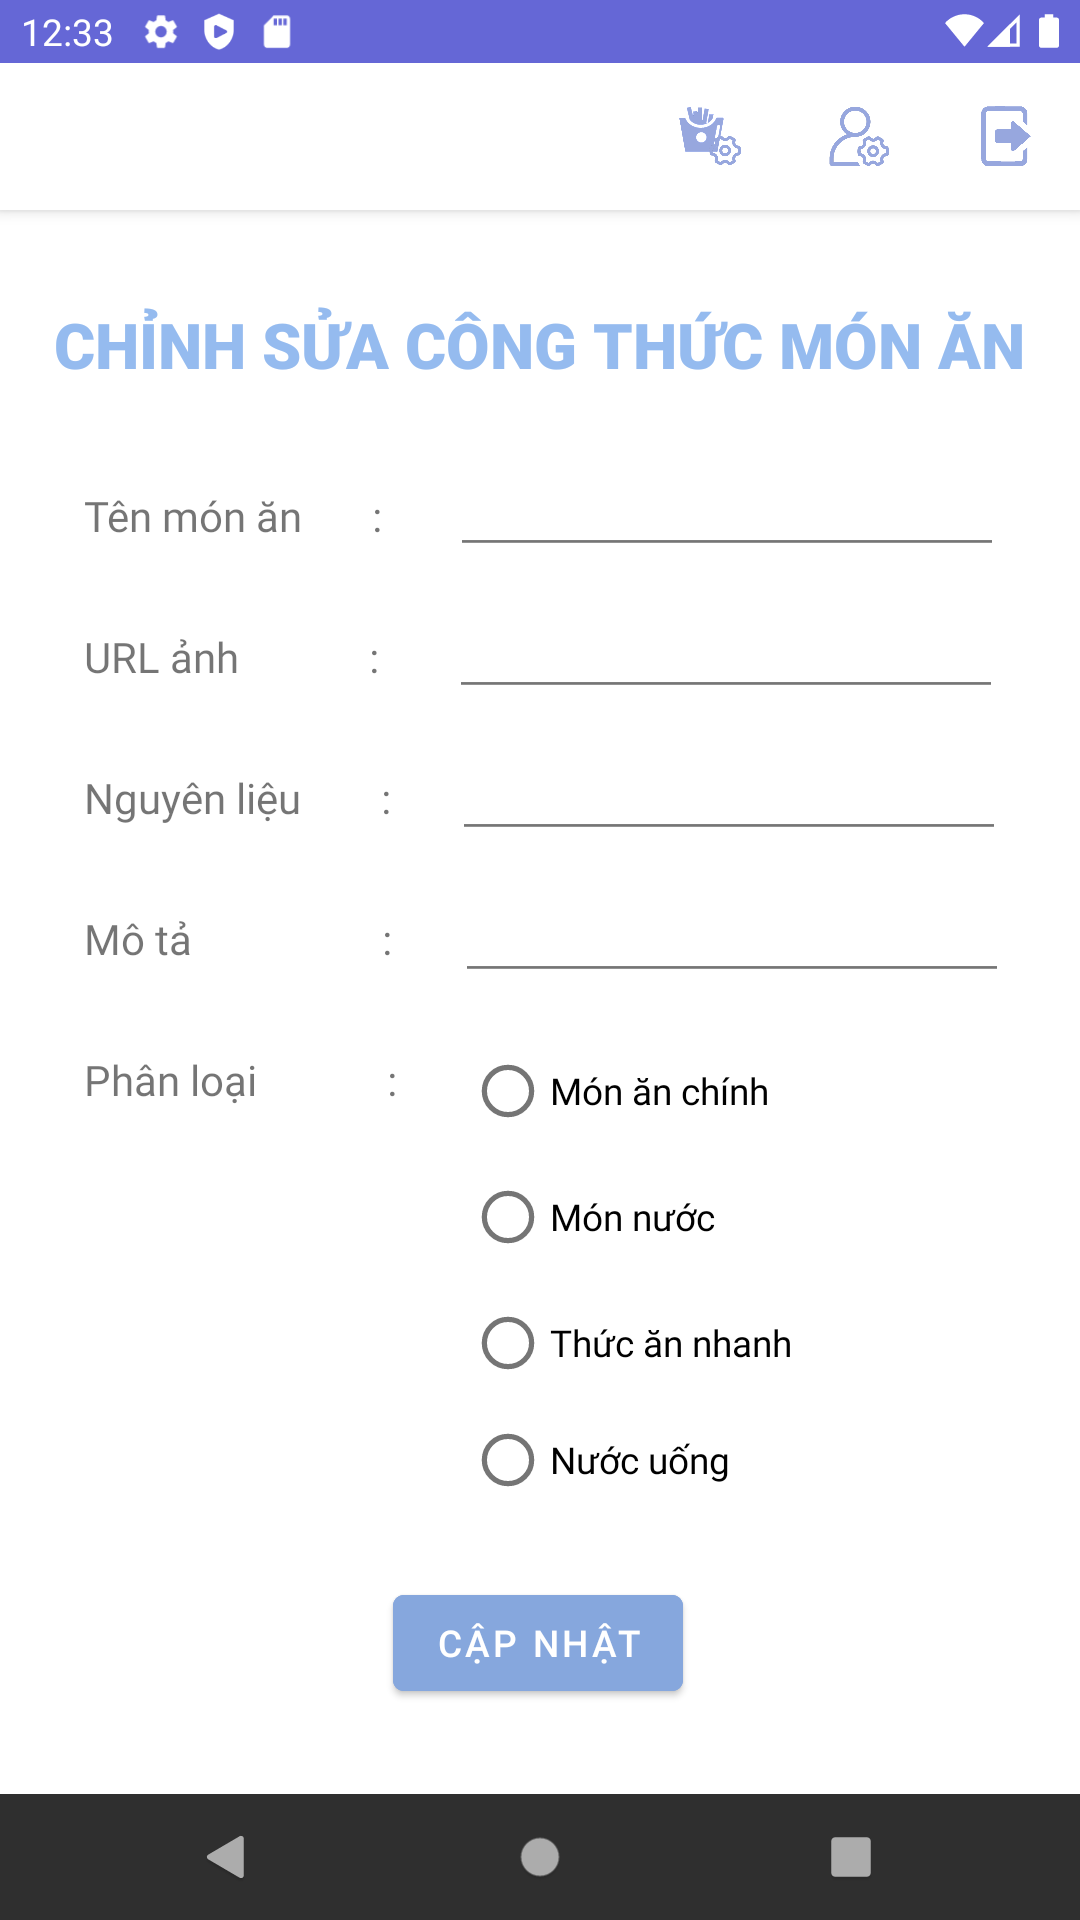 12:33
CHỈNH SỬA CÔNG THỨC MÓN ĂN
Tên món ăn :
URL ảnh :
Nguyên liệu :
Mô tả :
Phân loại : Món ăn chính
Món nước
Thức ăn nhanh
Nước uống
CẬP NHẬT